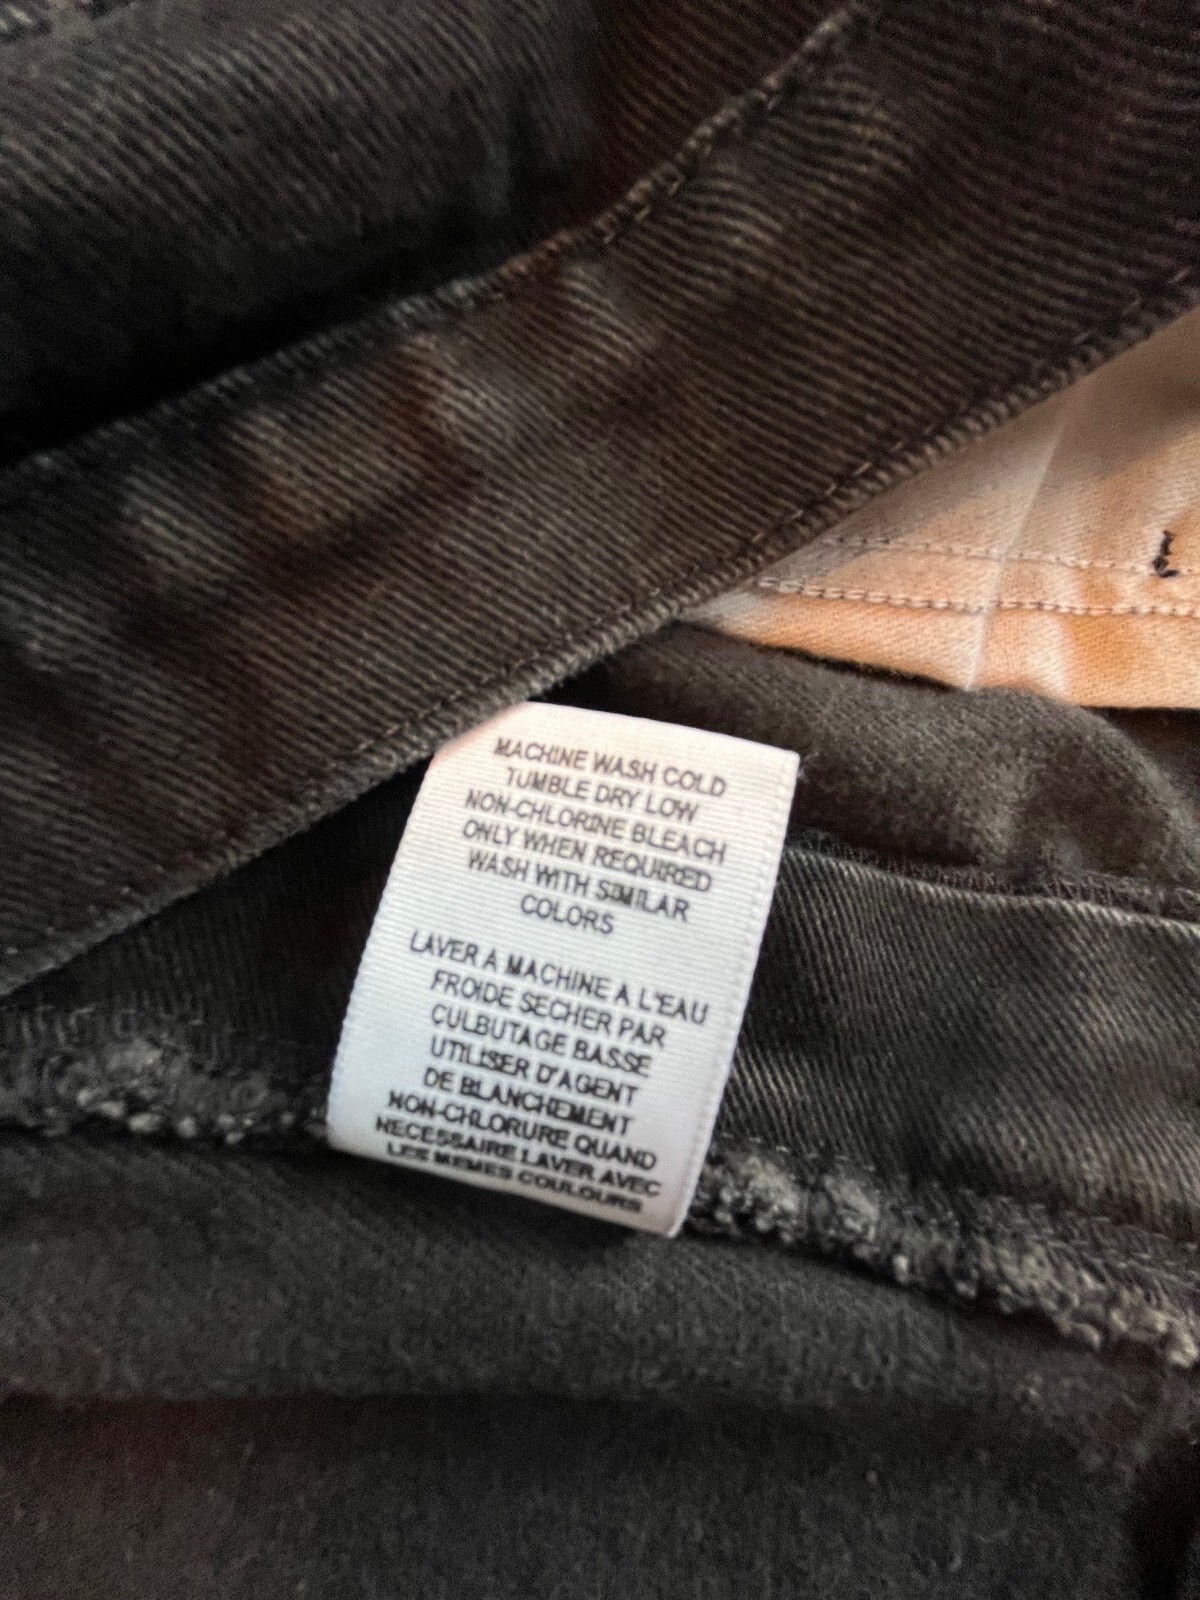 MACHINE WASH COLD
TUMBLE DRY LOW
NON-CHLORINE BLEACH
ONLY WHEN REQUIRED
WASH WITH SIMILAR
COLORS
LAVER A MACHINE A L'EAU
FROIDE SECHER PAR
CULBUTAGE BASSE
UTILISER D'AGENT
DE BLANCHEMENT
NON-CHLORURE QUAND
NECESSAIRE LAVER AVEC
LES MEMES COULOURS